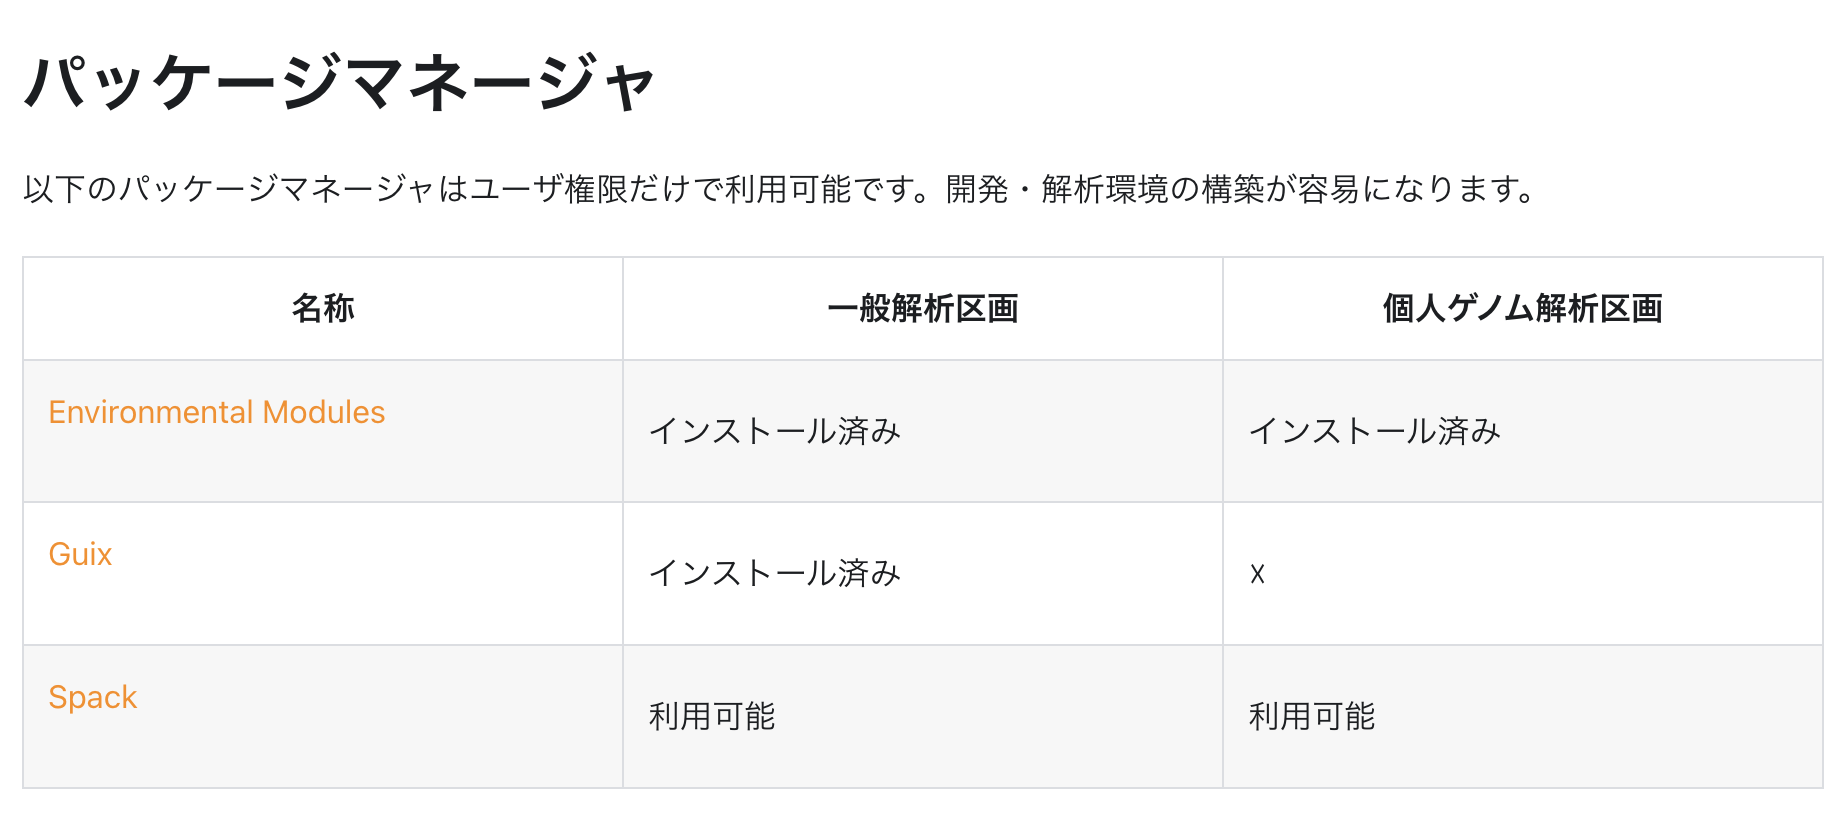 パッケージマネージャ
以下のパッケージマネージャはユーザ権限だけで利用可能です。開発・解析環境の構築が容易になります。
名称 一般解析区画 個人ゲノム解析区画
Environmental Modules インストール済み インストール済み
Guix インストール済み x
Spack 利用可能 利用可能